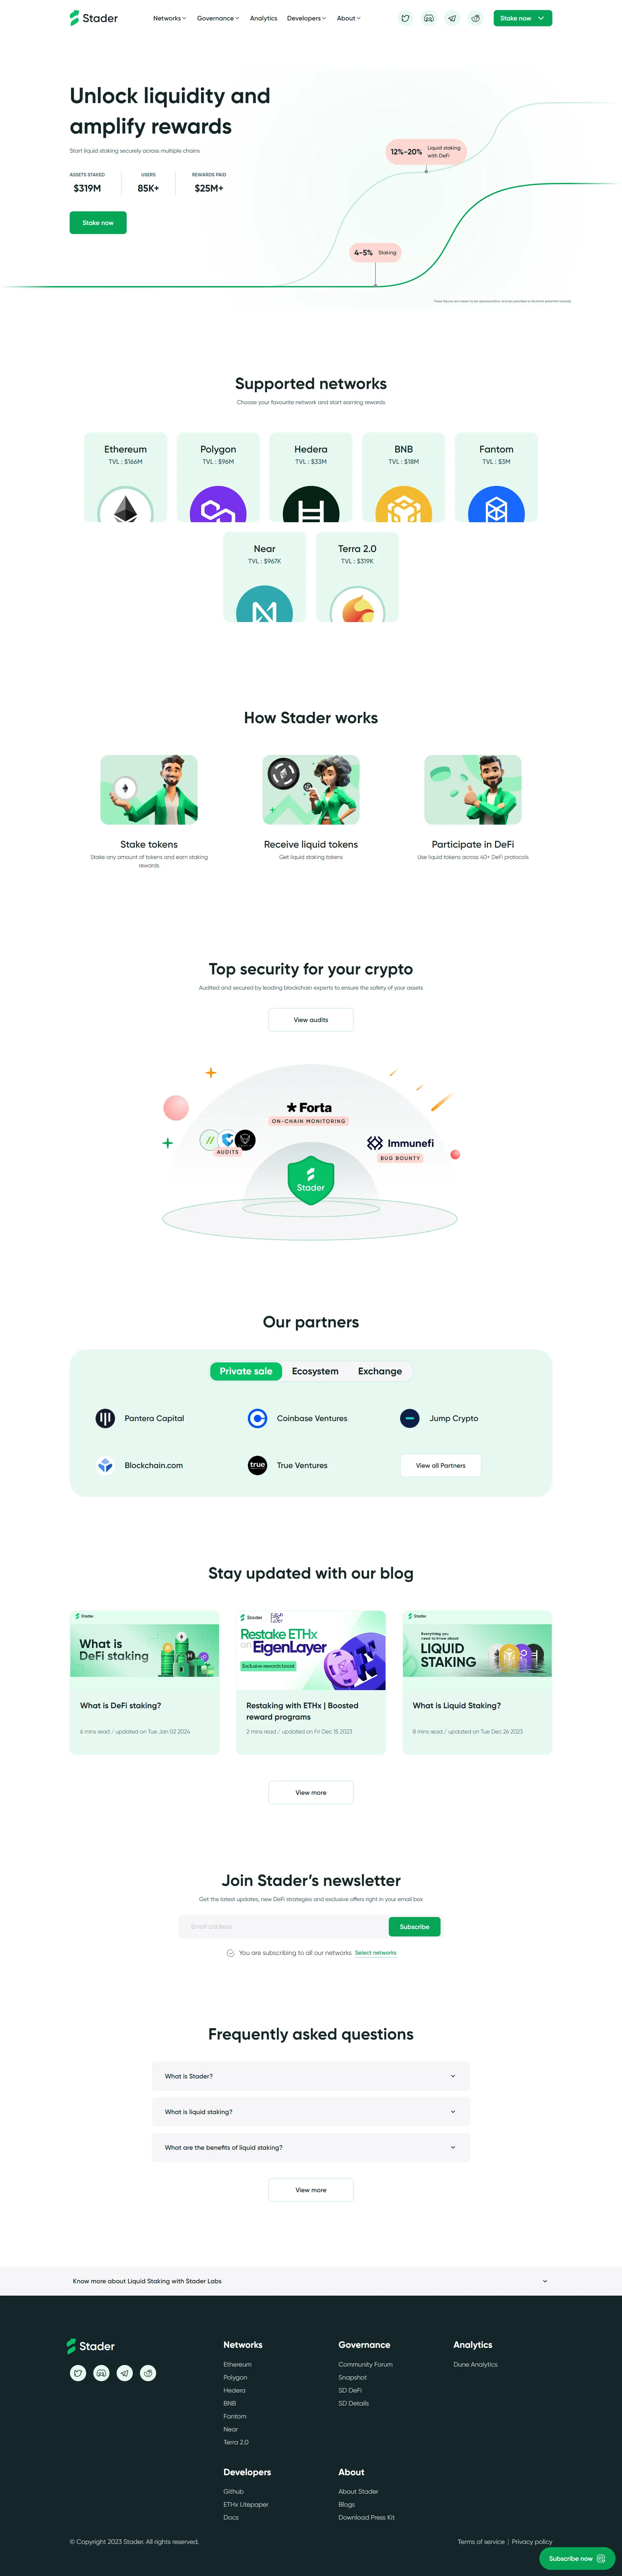 Stader
Networks
Governance
Analytics
Developers
About
Stake now
Unlock liquidity and
amplify rewards
Start liquid staking securely across multiple chains
ASSETS STAKED
$319M
USERS
85K+
REWARDS PAID
$25M+
Stake now
12%-20%
Liquid staking
with DeFi
4-5%
Staking
These figures are meant to be representative and are provided to illustrate potential rewards.
Supported networks
Choose your favourite network and start earning rewards
Ethereum
TVL : $166M
Polygon
TVL : $96M
Hedera
TVL : $33M
BNB
TVL : $18M
Fantom
TVL : $3M
Near
TVL : $967K
Terra 2.0
TVL : $319K
How Stader works
Stake tokens
Stake any amount of tokens and earn staking
rewards
Receive liquid tokens
Get liquid staking tokens
Participate in DeFi
Use liquid tokens across 40+ DeFi protocols
Top security for your crypto
Audited and secured by leading blockchain experts to ensure the safety of your assets
View audits
Forta
ON-CHAIN MONITORING
AUDITS
Immunefi
BUG BOUNTY
Stader
Our partners
Private sale
Ecosystem
Exchange
Pantera Capital
Coinbase Ventures
Jump Crypto
Blockchain.com
true
True Ventures
View all Partners
Stay updated with our blog
Stader
What is
DeFi staking
What is DeFi staking?
6 mins read / updated on Tue Jan 02 2024
Stader
Restake ETHx
on EigenLayer
Exclusive rewards boost
Restaking with ETHx | Boosted
reward programs
2 mins read / updated on Fri Dec 15 2023
Stader
Everything you
need to know about
LIQUID
STAKING
What is Liquid Staking?
8 mins read / updated on Tue Dec 26 2023
View more
Join Stader’s newsletter
Get the latest updates, new DeFi strategies and exclusive offers right in your email box
Email address
Subscribe
You are subscribing to all our networks Select networks
Frequently asked questions
What is Stader?
What is liquid staking?
What are the benefits of liquid staking?
View more
Know more about Liquid Staking with Stader Labs
Stader
Networks
Ethereum
Polygon
Hedera
BNB
Fantom
Near
Terra 2.0
Governance
Community Forum
Snapshot
SD DeFi
SD Details
Analytics
Dune Analytics
Developers
Github
ETHx Litepaper
Docs
About
About Stader
Blogs
Download Press Kit
© Copyright 2023 Stader. All rights reserved.
Terms of service | Privacy policy
Subscribe now